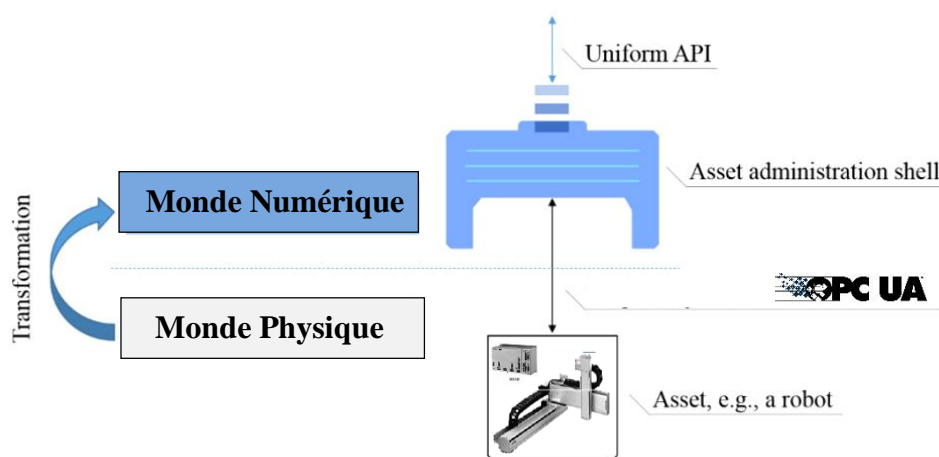 Uniform API
Asset administration shell
Monde Numérique
Transformation
OPC UA
Monde Physique
Asset, e.g., a robot